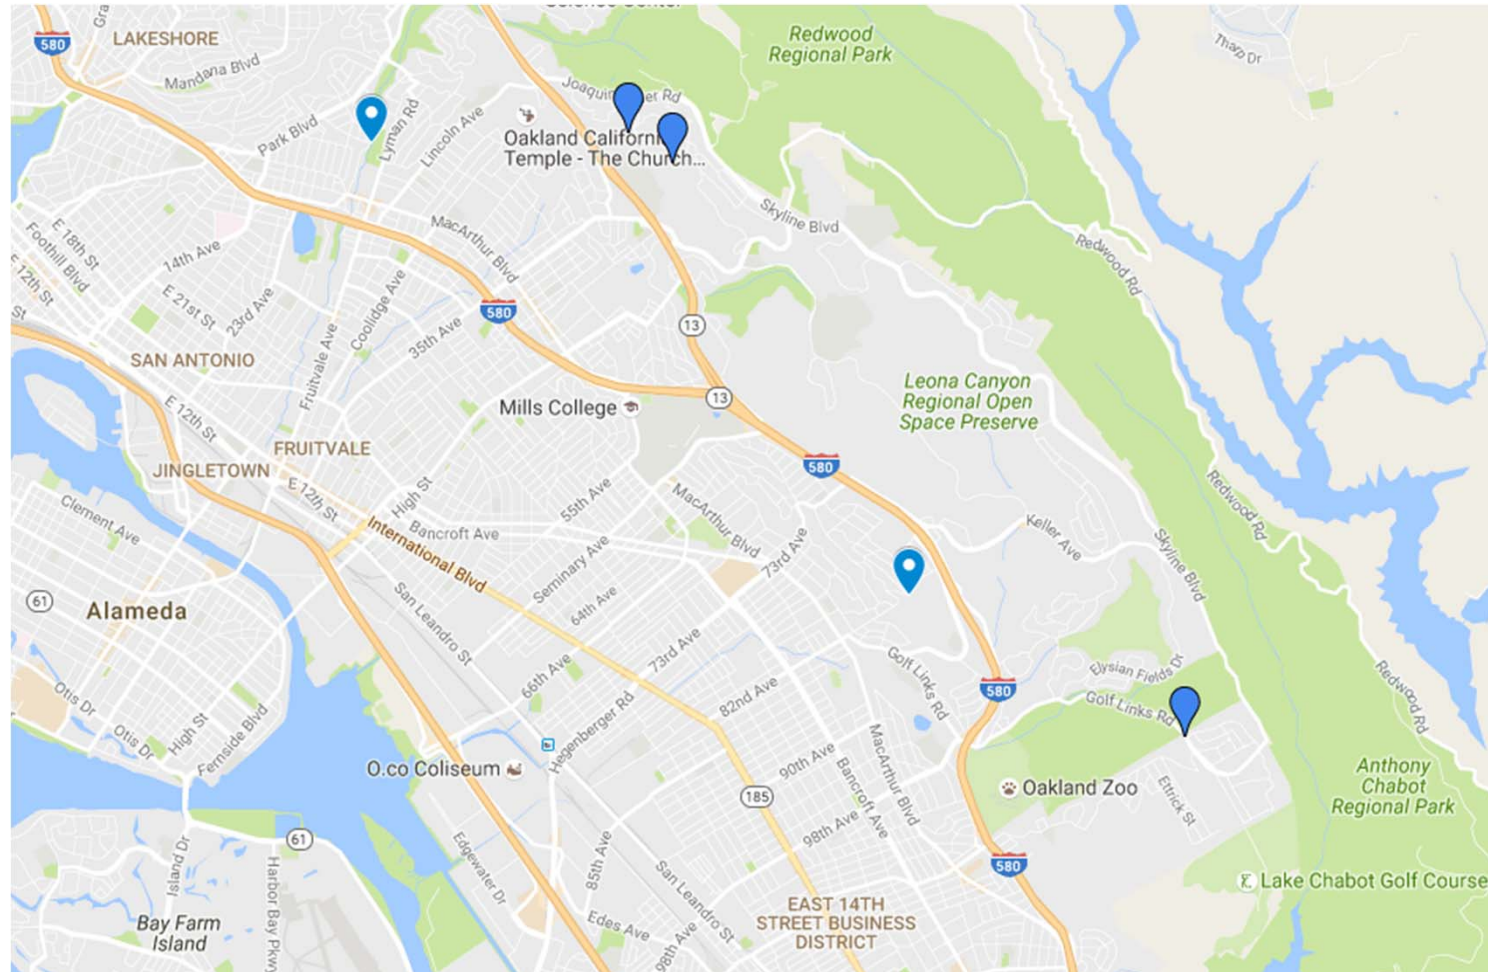 580
LAKESHORE
Mandana Blvd
Redwood
Regional Park
Tharp Dr
Park Blvd
Lyman Rd
Lincoln Ave
Oakland California
Temple - The Church...
Skyline Blvd
E 18th St
Foothill Blvd
E 12th St
St
14th Ave
E 21st St
23rd Ave
MacArthur Blvd
Coolidge Ave
Fruitvale Ave
580
35th Ave
13
Redwood Rd
SAN ANTONIO
E 12th St
Mills College
13
Leona Canyon
Regional Open
Space Preserve
FRUITVALE
JINGLETOWN
E 12th St
High St
55th Ave
MacArthur Blvd
580
Clement Ave
International Blvd
Bancroft Ave
Seminary Ave
73rd Ave
Keller Ave
Skyline Blvd
Redwood Rd
61
Alameda
San Leandro St
64th Ave
66th Ave
73rd Ave
Golf Links Rd
Elysian Fields Dr
Redwood Rd
Otis Dr
Otis Dr
High St
Fernside Blvd
82nd Ave
580
Golf Links Rd
O.co Coliseum
Hegenberger Rd
90th Ave
MacArthur Blvd
Bancroft Ave
185
98th Ave
Oakland Zoo
Ettrick St
Anthony
Chabot
Regional Park
61
Island Dr
Harbor Bay Pkwy
Edgewater Dr
85th Ave
San Leandro St
580
Lake Chabot Golf Course
Bay Farm
Island
Edes Ave
98th Ave
EAST 14TH
STREET BUSINESS
DISTRICT